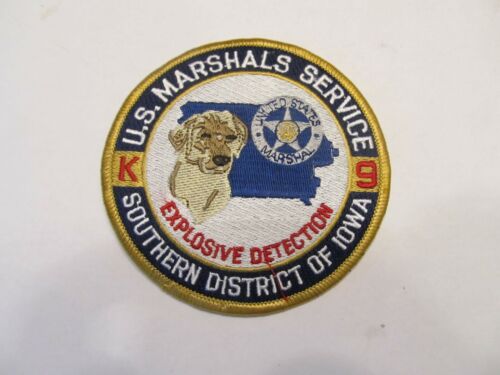 U.S. MARSHALS SERVICE
K 9
UNITED STATES
MARSHAL
EXPLOSIVE DETECTION
SOUTHERN DISTRICT OF IOWA